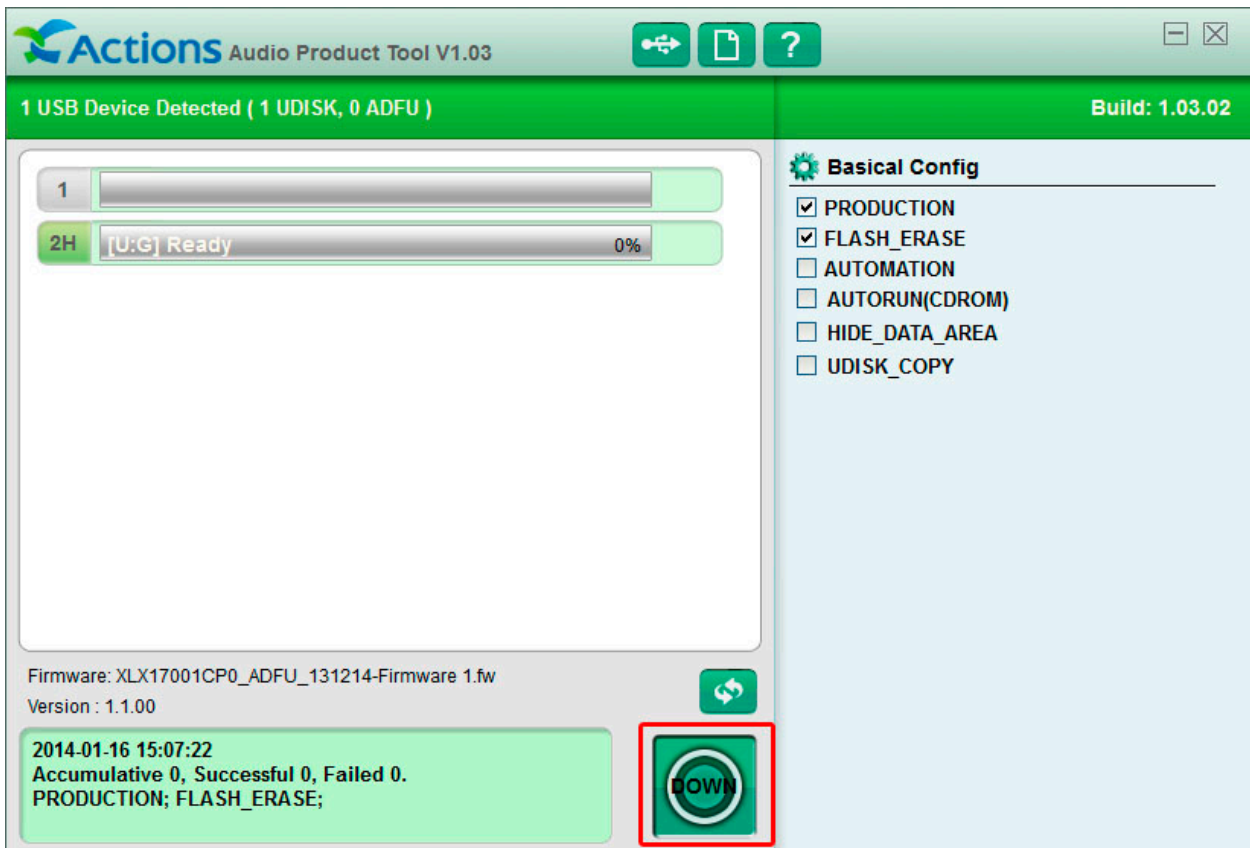 Actions Audio Product Tool V1.03
?
1 USB Device Detected ( 1 UDISK, 0 ADFU )
Build: 1.03.02
1
2H [U:G] Ready 0%
Basical Config
PRODUCTION
FLASH_ERASE
AUTOMATION
AUTORUN(CDROM)
HIDE_DATA_AREA
UDISK_COPY
Firmware: XLX17001CP0_ADFU_131214-Firmware 1.fw
Version : 1.1.00
2014-01-16 15:07:22
Accumulative 0, Successful 0, Failed 0.
PRODUCTION; FLASH_ERASE;
DOWN